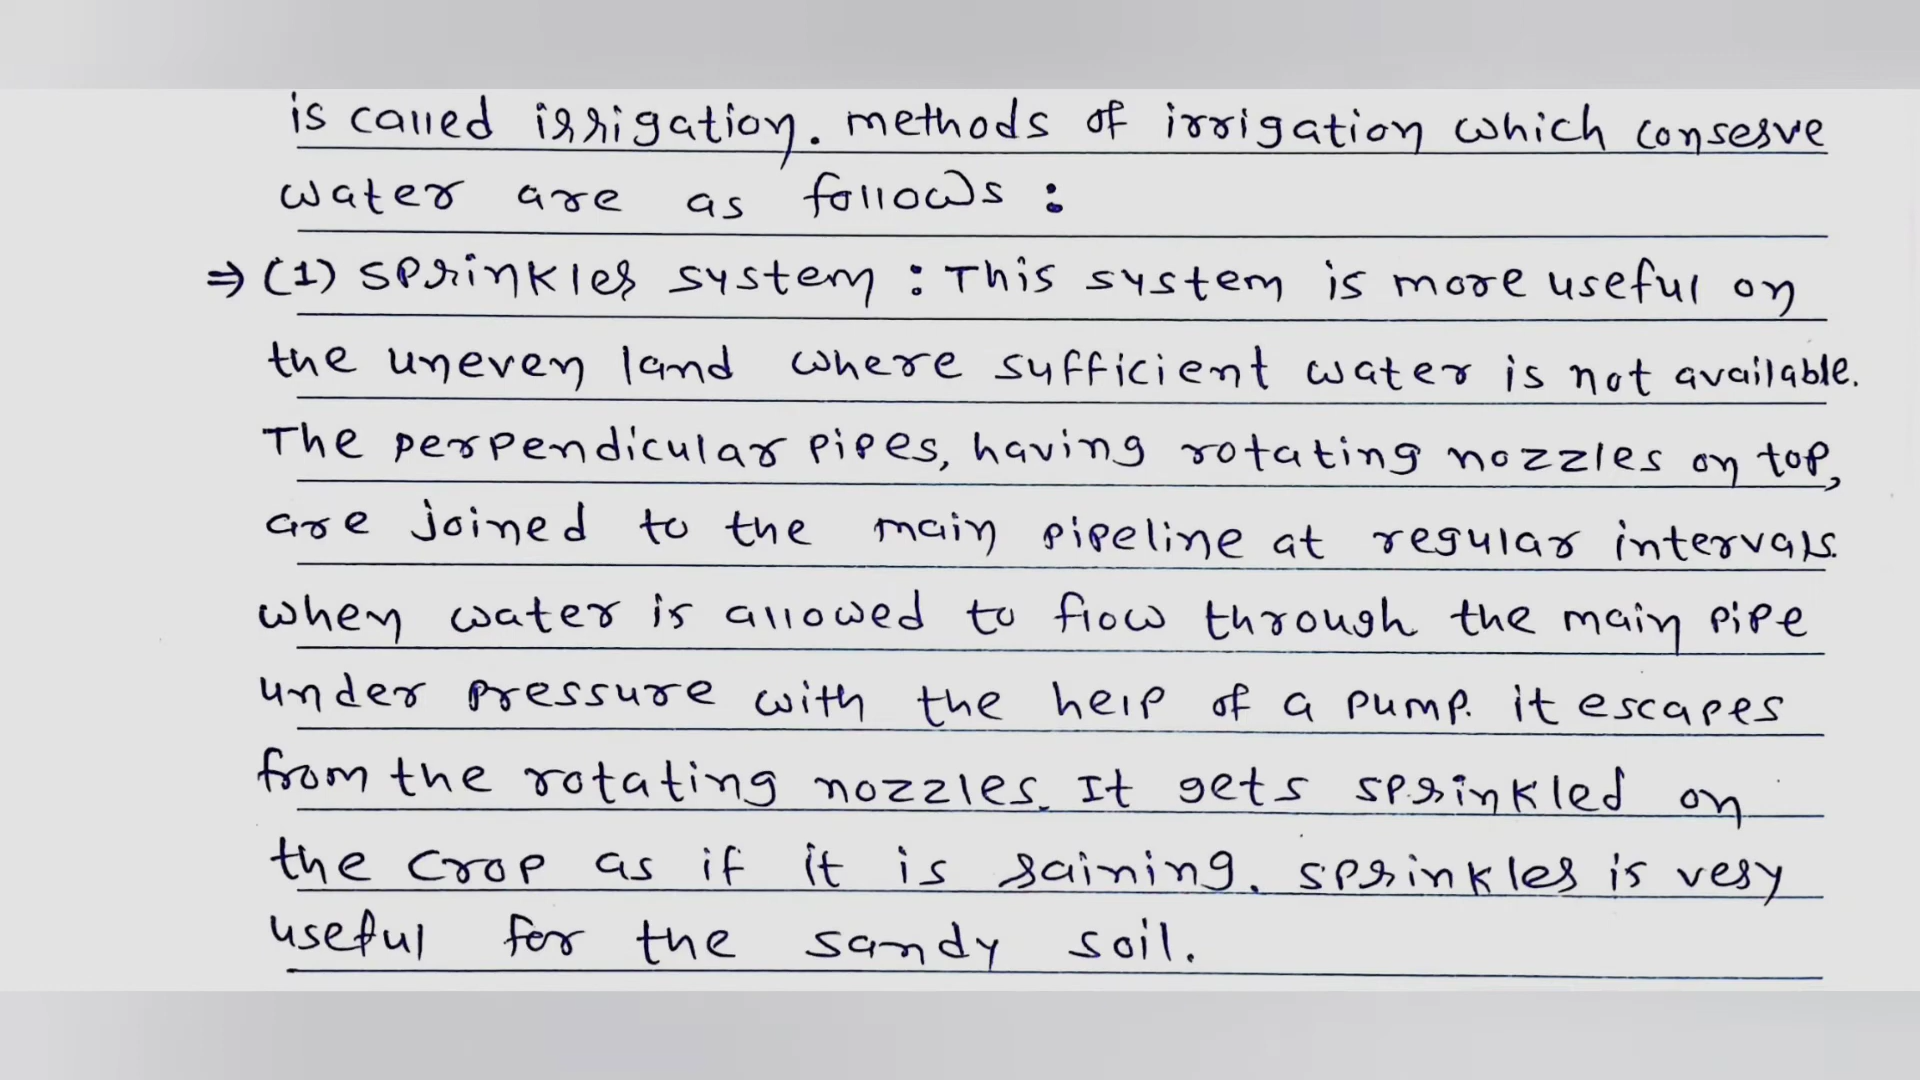 is called irrigation. methods of irrigation which conserve
water are as follows :
⇒ (1) Sprinkler system : This system is more useful on
the uneven land where sufficient water is not available.
The perpendicular pipes, having rotating nozzles on top,
are joined to the main pipeline at regular intervals.
when water is allowed to flow through the main pipe
under pressure with the help of a pump. it escapes
from the rotating nozzles. It gets sprinkled on
the crop as if it is raining. sprinkler is very
useful for the sandy soil.